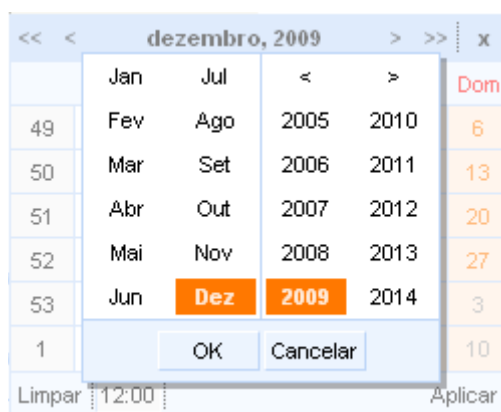 << < dezembro, 2009 > >> x
Jan Jul < > Dom
49 Fev Ago 2005 2010 6
50 Mar Set 2006 2011 13
51 Abr Out 2007 2012 20
52 Mai Nov 2008 2013 27
53 Jun Dez 2009 2014 3
1 OK Cancelar 10
Limpar 12:00 Aplicar